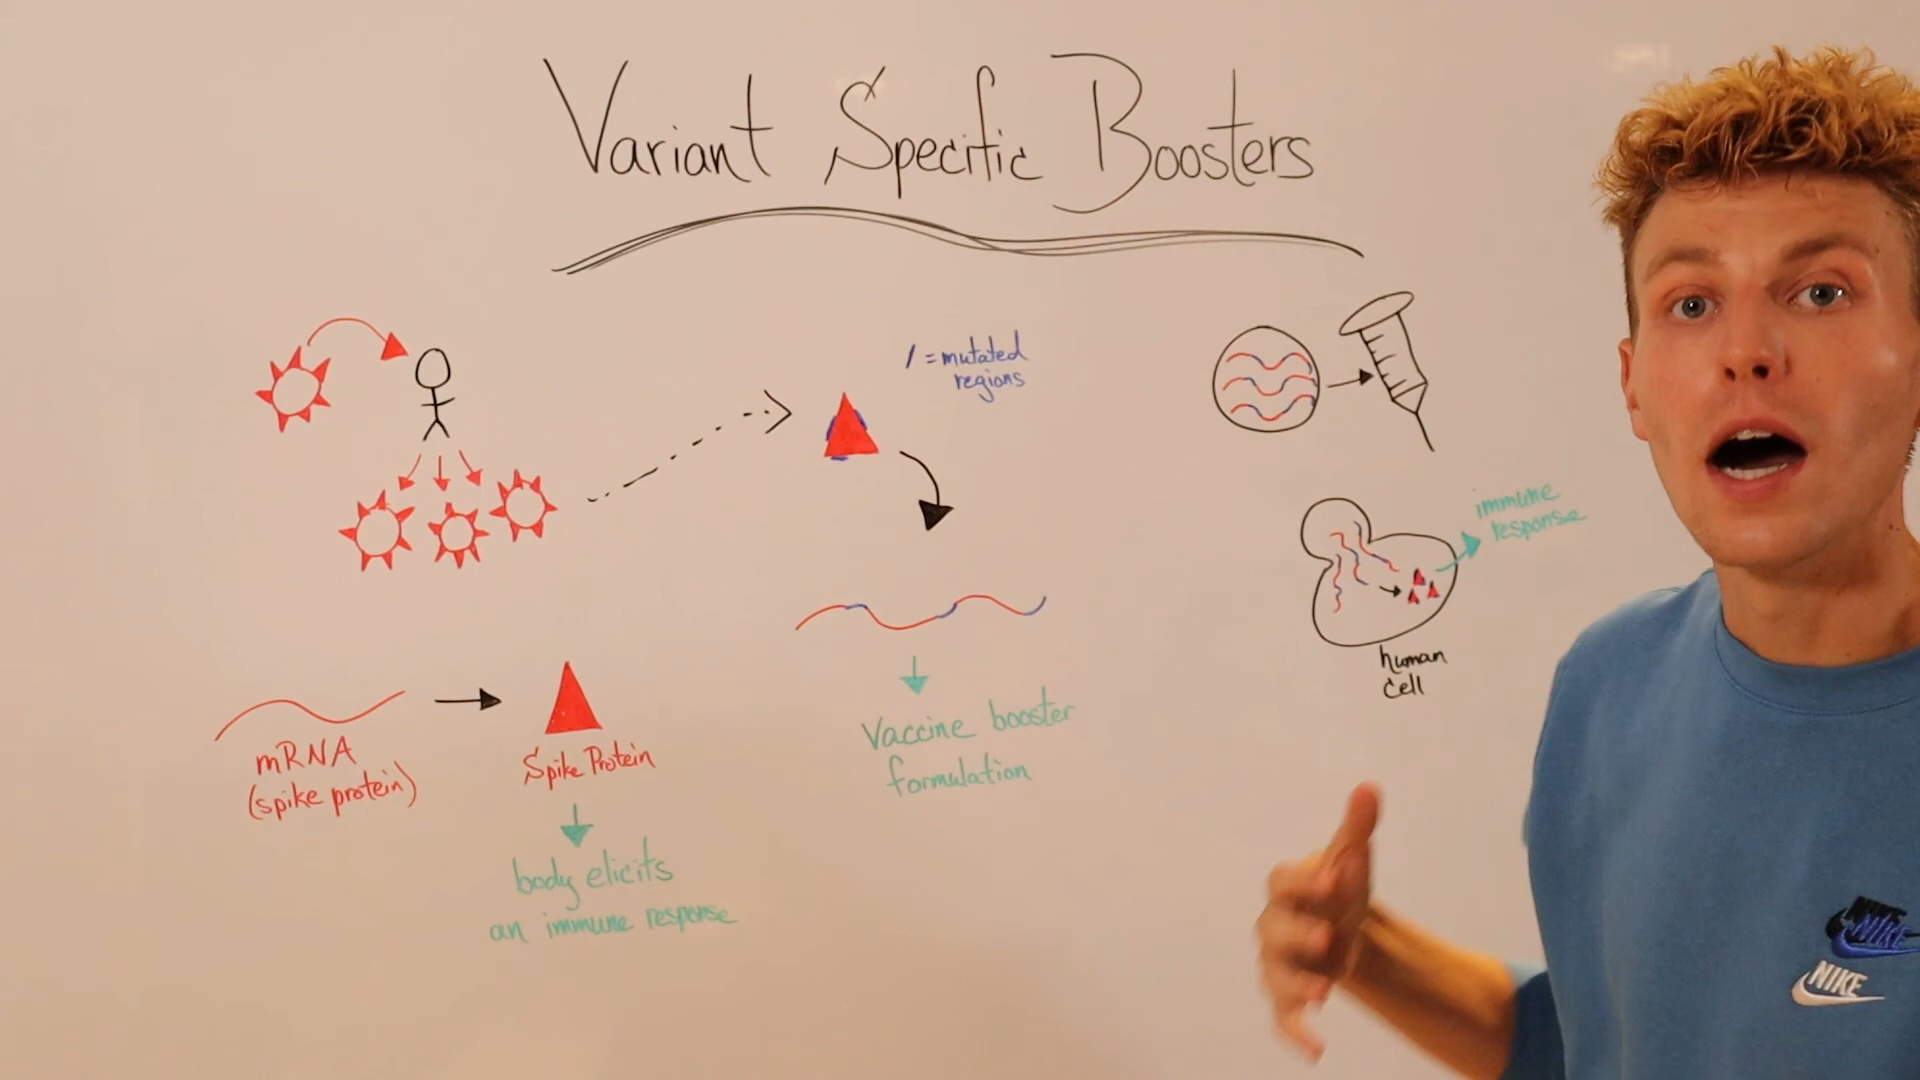 Variant Specific Boosters
/ = mutated
regions
immune
response
human
cell
mRNA
(spike protein)
Spike Protein
body elicits
an immune response
Vaccine booster
formulation
NIKE
NIKE